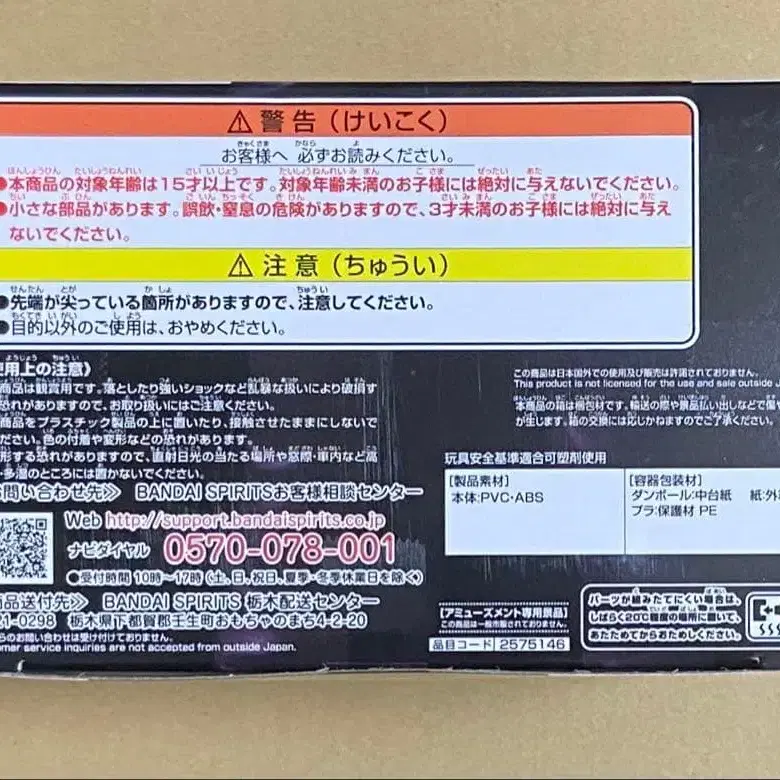 ⚠警告（けいこく）
お客様へ 必ずお読みください。
●本商品の対象年齢は15才以上です。対象年齢未満のお子様には絶対に与えないでください。
●小さな部品があります。誤飲・窒息の危険がありますので、3才未満のお子様には絶対に与え
ないでください。
⚠注意（ちゅうい）
●先端が尖っている箇所がありますので、注意してください。
●目的以外のご使用は、おやめください。
用上の注意》
商品は観賞用です。落としたり強いショックなど乱暴な扱いにより破損す
恐れがありますので、お取り扱いにはご注意ください。
商品をプラスチック製品の上に置いたり、接触させたままにしないで
ださい。色の付着や変形などの恐れがあります。
形する恐れがありますので、直射日光の当たる場所や窓際・車内など高
・多湿のところには置かないでください。
問い合わせ先≫ BANDAI SPIRITSお客様相談センター
Web http://support.bandaispirits.co.jp
ナビダイヤル 0570-078-001
●受付時間 10時〜17時（土、日、祝日、夏季・冬季休業日を除く）
商品送付先≫ BANDAI SPIRITS 栃木配送センター
21-0298 栃木県下都賀郡壬生町おもちゃのまち4-2-20
らのお問い合わせは受け付けておりません。
omer service inquiries are not accepted from outside Japan.
この商品は日本国外での使用及び販売は許諾されておりません。
This product is not licensed for the use and sale outside
本商品の箱は梱包材です。輸送の際や景品払い出しなどで傷や
が生じます。箱の交換には応じかねますのでご了承ください。
玩具安全基準適合可塑剤使用
[製品素材]
本体:PVC・ABS
[容器包装材]
ダンボール:中台紙 紙:外
プラ:保護材 PE
【アミューズメント専用景品】
この商品は一般市販されておりません。
品目コード 2575146
パーツが組みたてにくい場合は、
しばらく20℃程度の場所に置いて、
あたためてからおためしください。